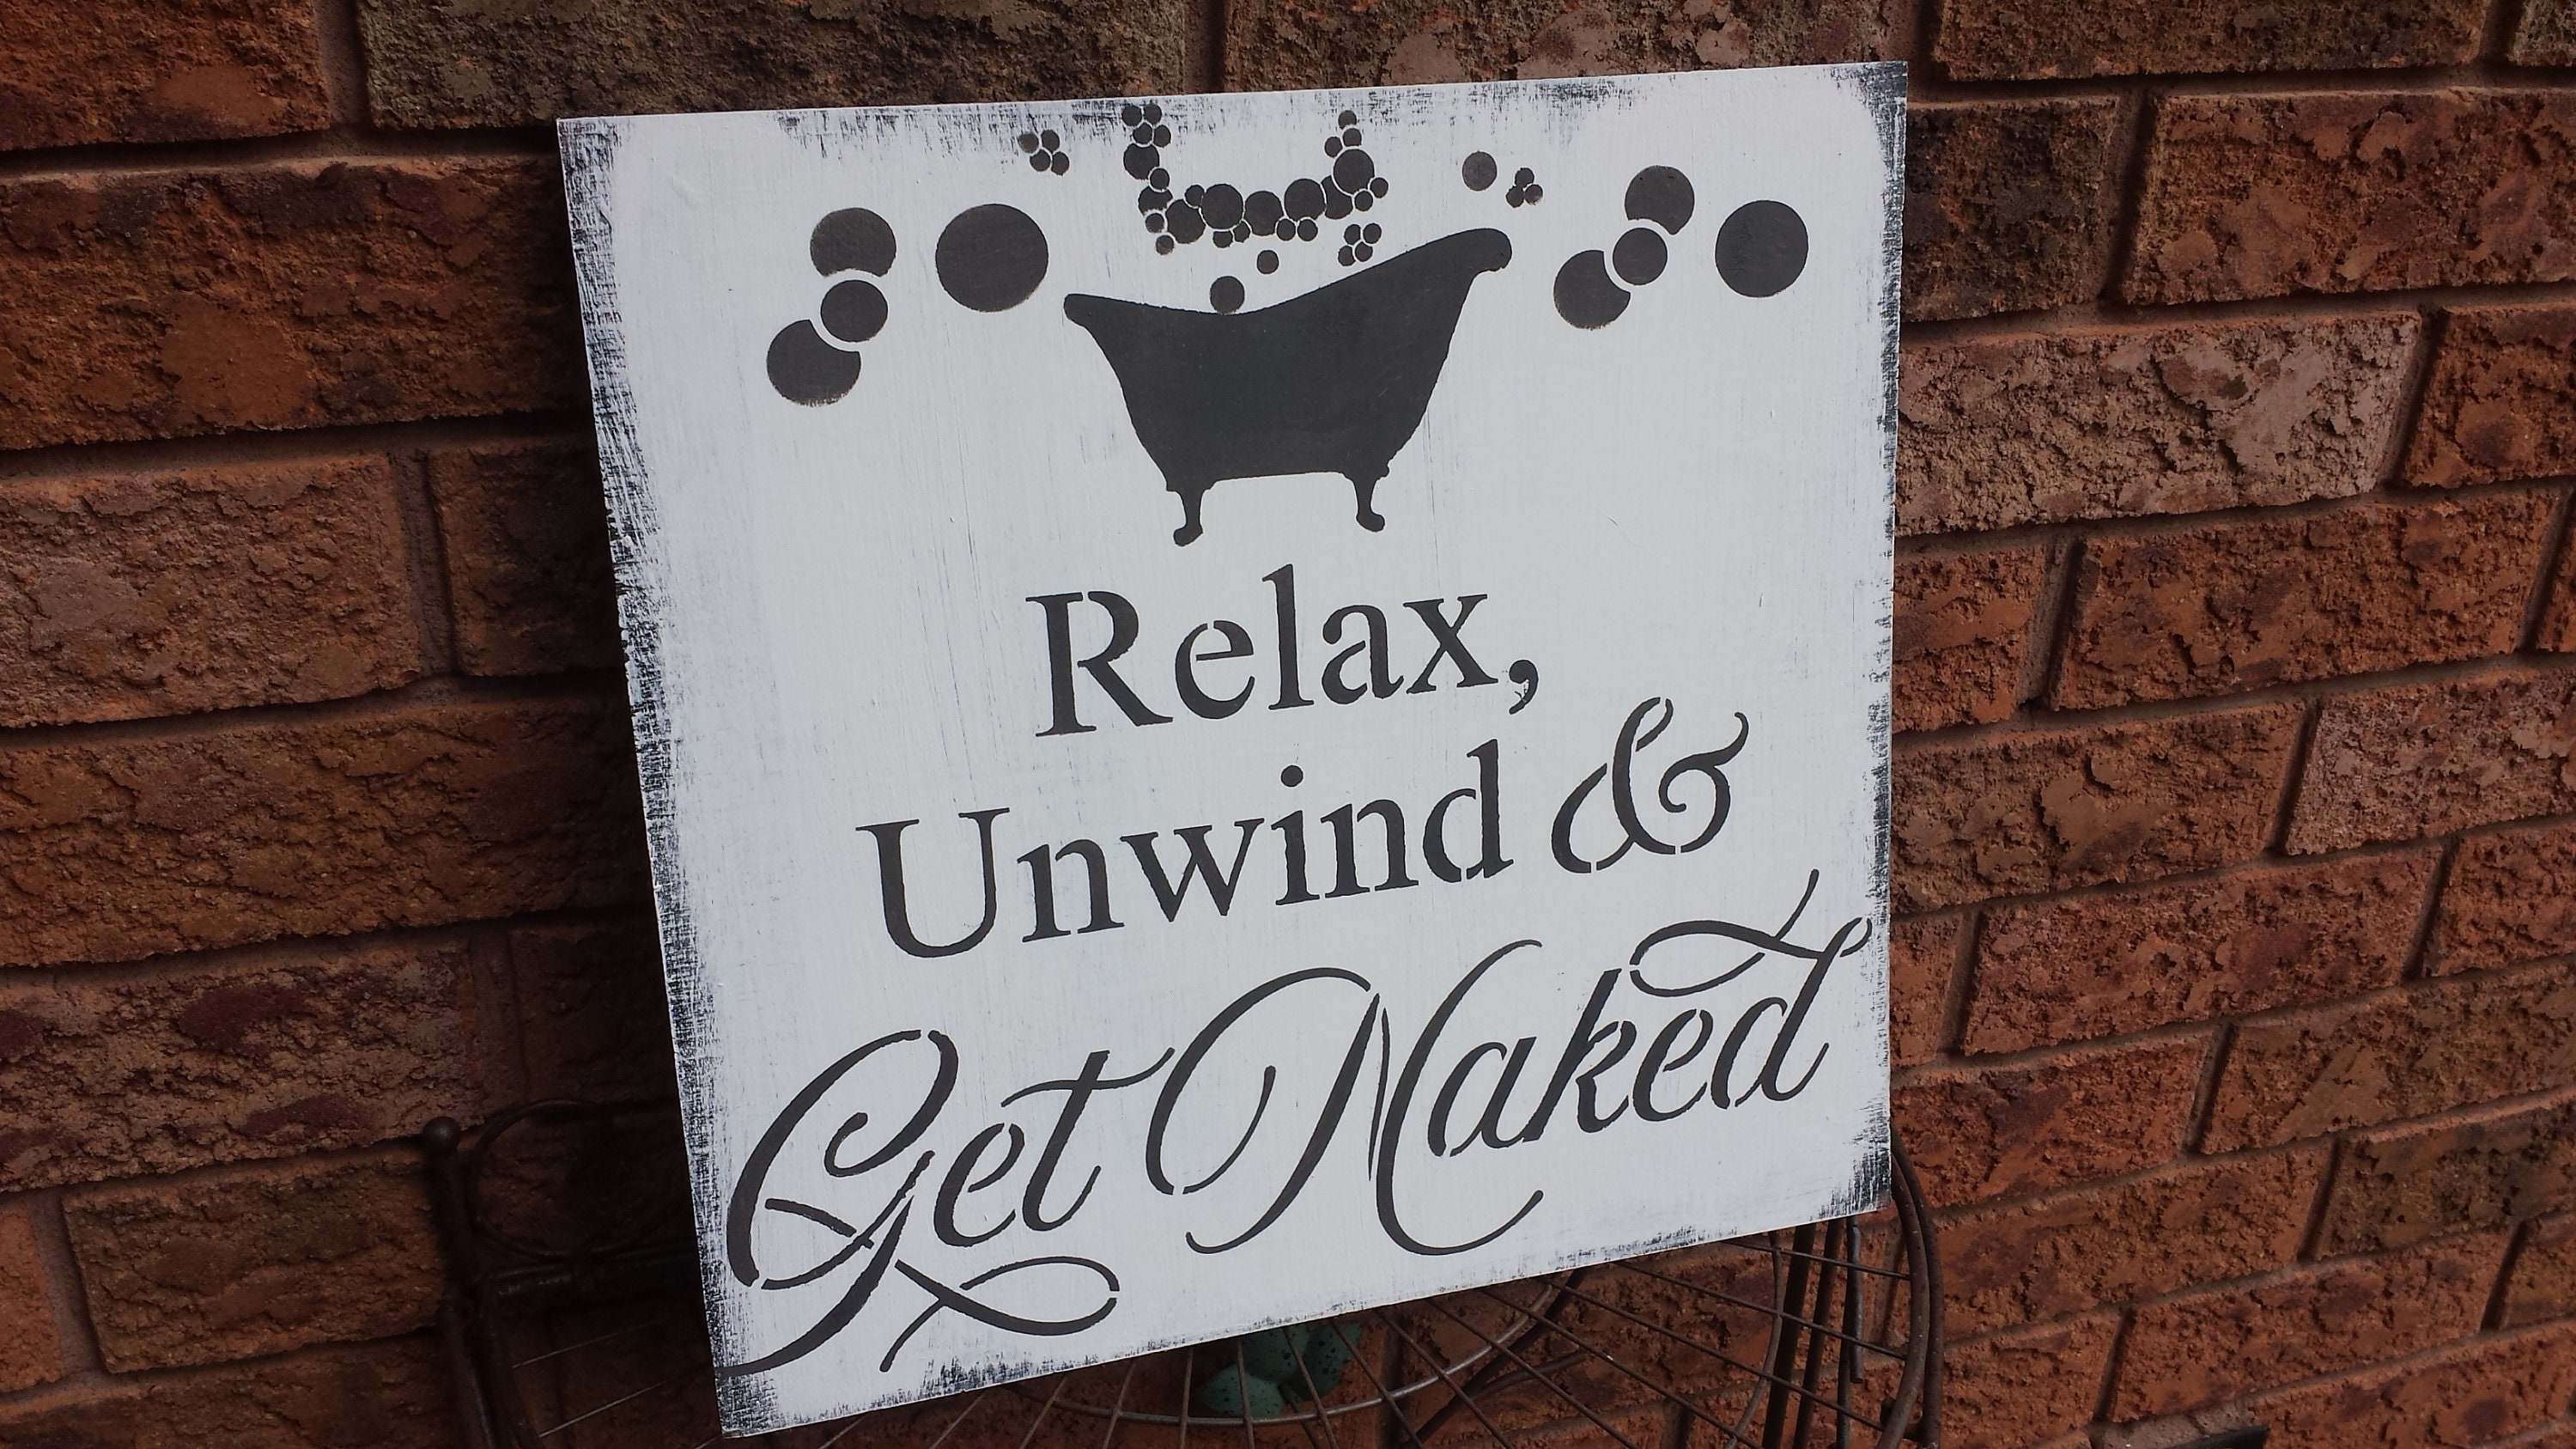 Relax,
Unwind &
Get Naked